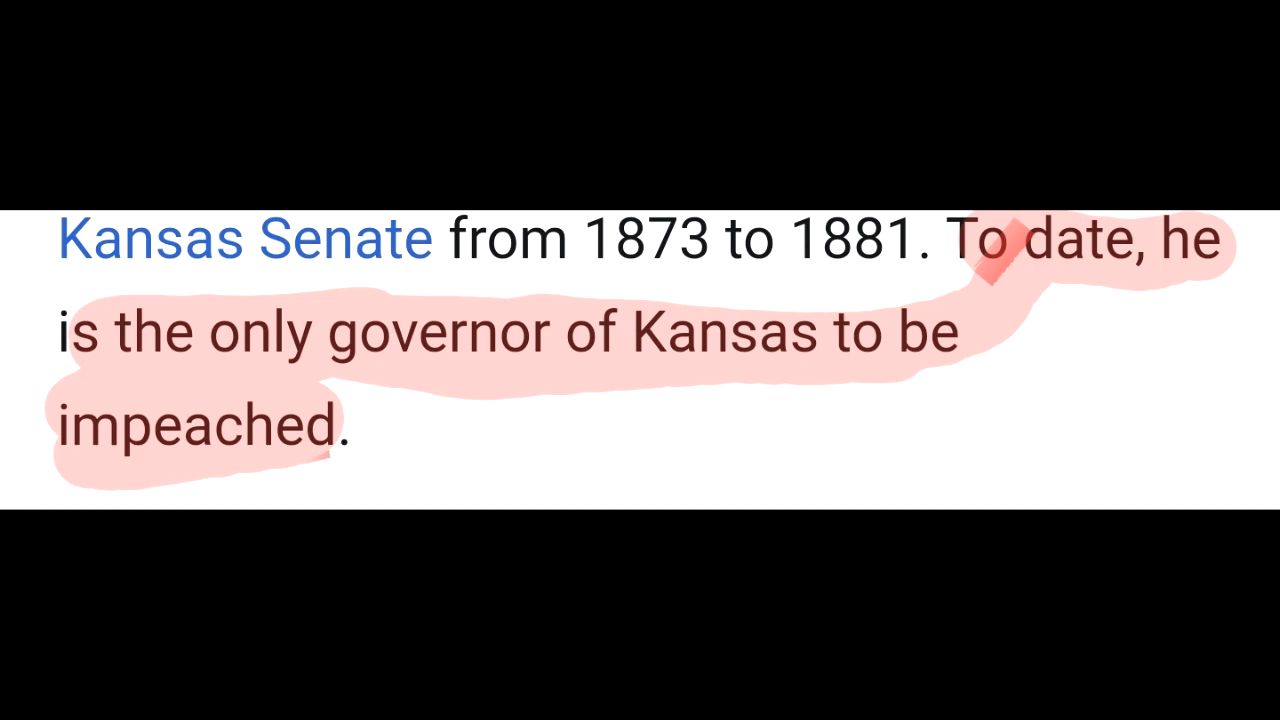 Kansas Senate from 1873 to 1881. To date, he
is the only governor of Kansas to be
impeached.